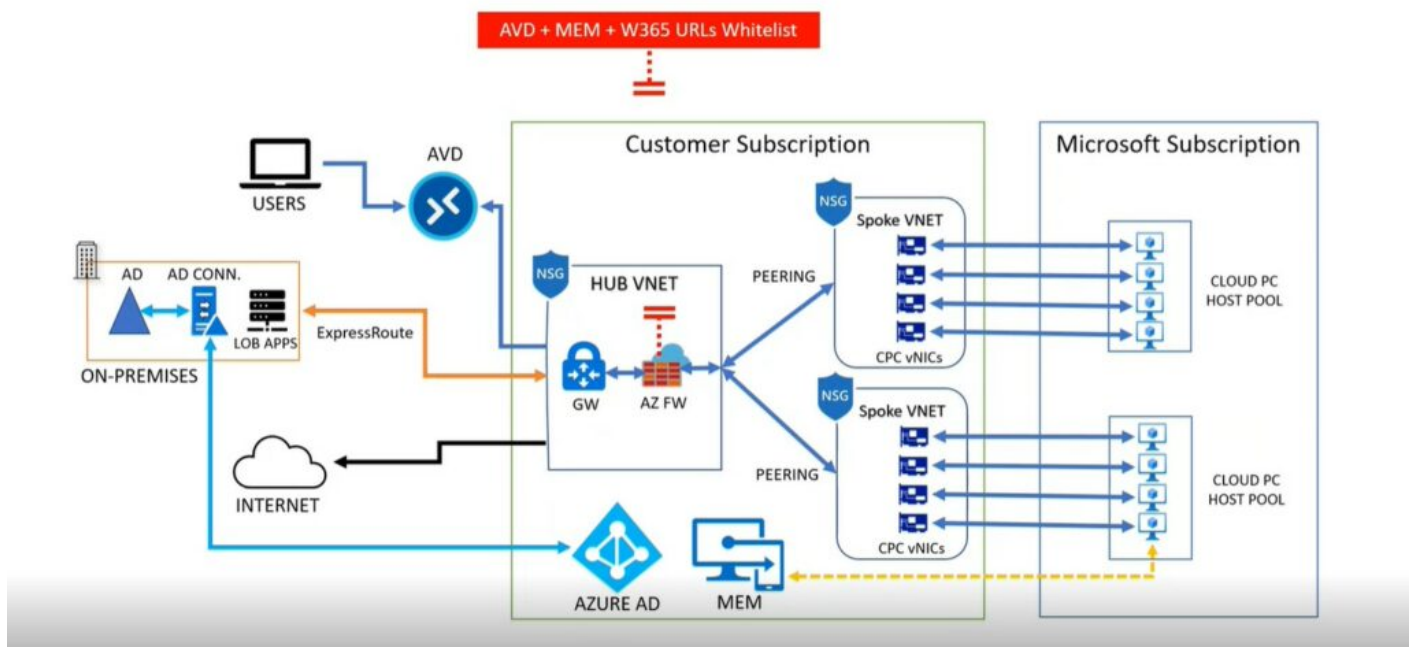 AVD + MEM + W365 URLs Whitelist
Customer Subscription
Microsoft Subscription
AVD
USERS
NSG
Spoke VNET
CPC vNICs
CLOUD PC
HOST POOL
AD
AD CONN.
LOB APPS
ON-PREMISES
ExpressRoute
NSG
HUB VNET
GW
AZ FW
PEERING
PEERING
NSG
Spoke VNET
CPC vNICs
CLOUD PC
HOST POOL
INTERNET
AZURE AD
MEM